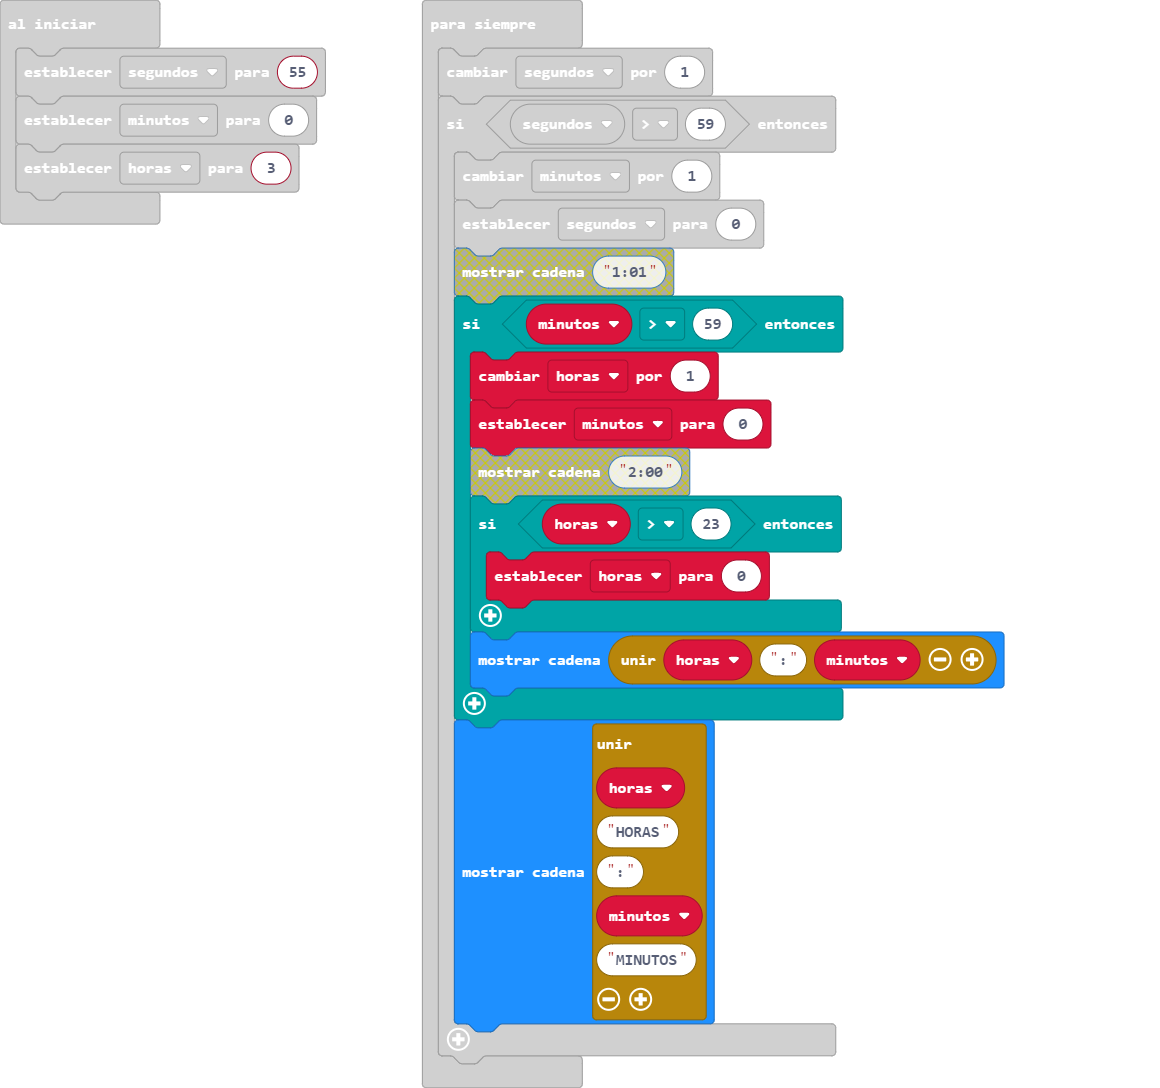 al iniciar
establecer segundos para 55
establecer minutos para 0
establecer horas para 3
para siempre
cambiar segundos por 1
si segundos > 59 entonces
cambiar minutos por 1
establecer segundos para 0
mostrar cadena "1:01"
si minutos > 59 entonces
cambiar horas por 1
establecer minutos para 0
mostrar cadena "2:00"
si horas > 23 entonces
establecer horas para 0
mostrar cadena unir horas ":" minutos
mostrar cadena
unir
horas
"HORAS"
":"
minutos
"MINUTOS"